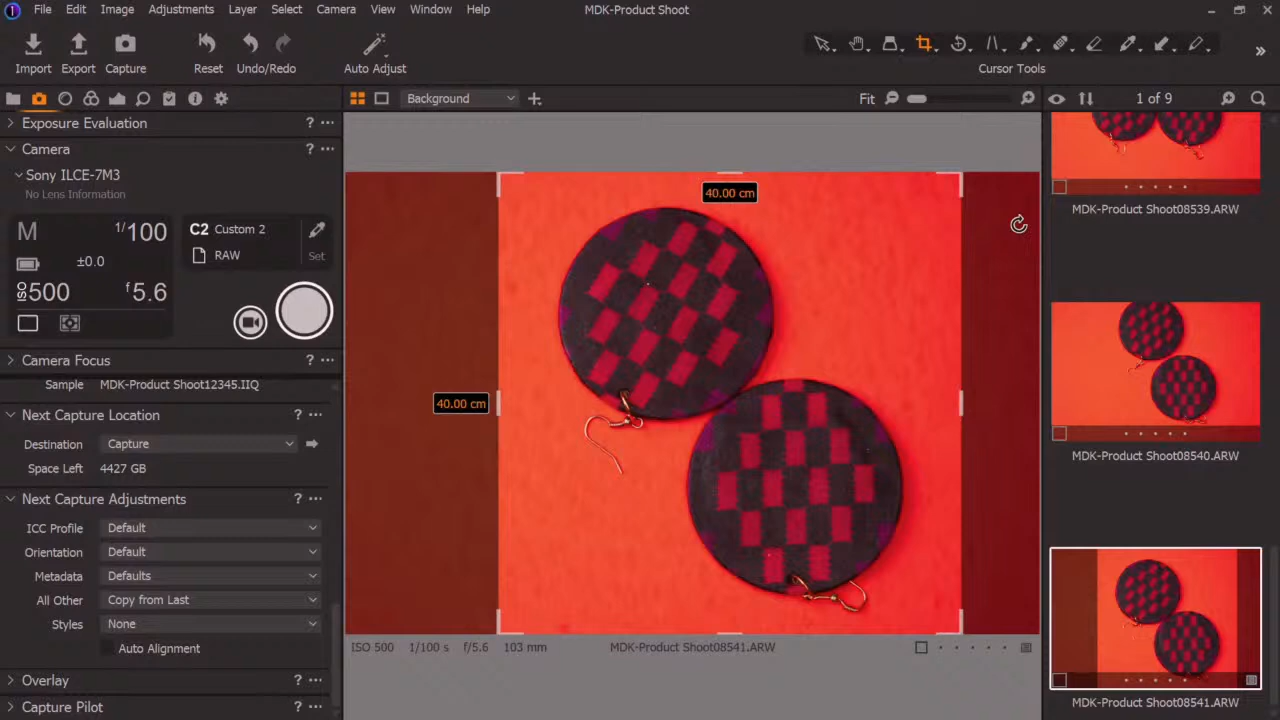 File Edit Image Adjustments Layer Select Camera View Window Help MDK-Product Shoot
Import Export Capture Reset Undo/Redo Auto Adjust Cursor Tools
Background Fit 1 of 9
Exposure Evaluation
Camera
Sony ILCE-7M3
No Lens Information
M 1/100 C2 Custom 2
±0.0 RAW Set
ISO 500 f 5.6
Camera Focus
Sample MDK-Product Shoot12345.IIQ
Next Capture Location
Destination Capture
Space Left 4427 GB
Next Capture Adjustments
ICC Profile Default
Orientation Default
Metadata Defaults
All Other Copy from Last
Styles None
Auto Alignment
Overlay
Capture Pilot
40.00 cm
40.00 cm
ISO 500 1/100 s f/5.6 103 mm MDK-Product Shoot08541.ARW
MDK-Product Shoot08539.ARW
MDK-Product Shoot08540.ARW
MDK-Product Shoot08541.ARW